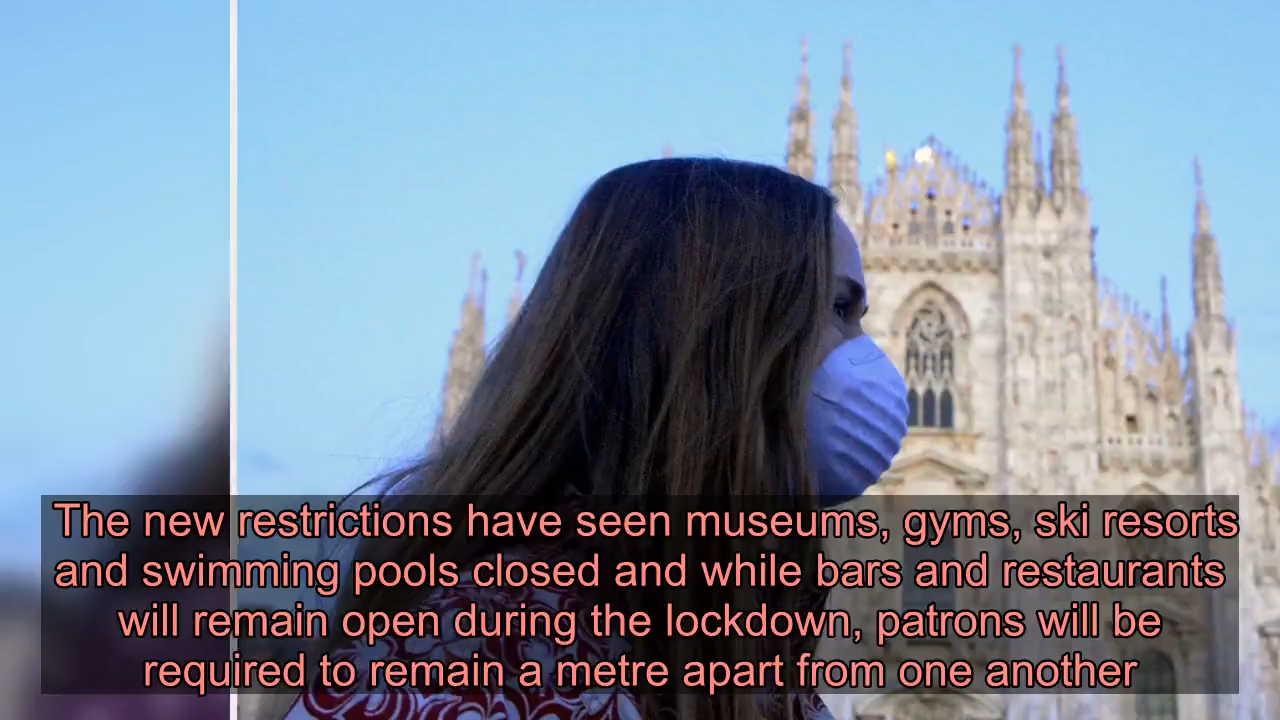 The new restrictions have seen museums, gyms, ski resorts
and swimming pools closed and while bars and restaurants
will remain open during the lockdown, patrons will be
required to remain a metre apart from one another